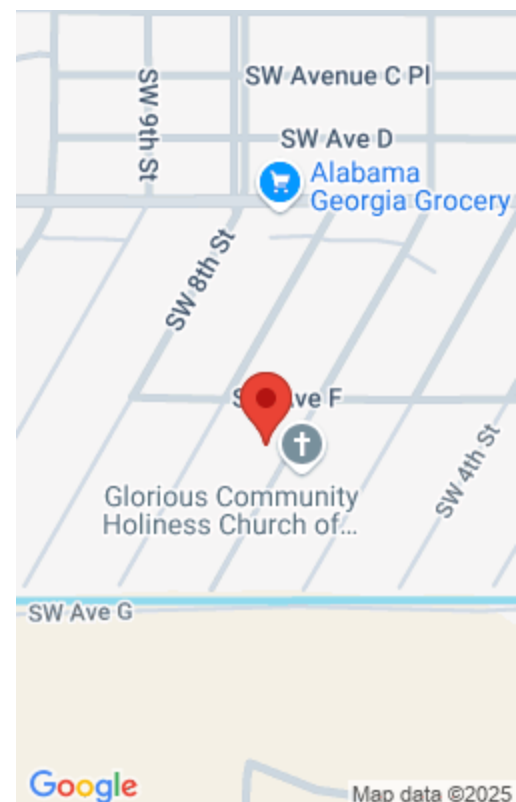 SW Avenue C Pl
SW 9th St
SW Ave D
Alabama
Georgia Grocery
SW 8th St
ve F
Glorious Community
Holiness Church of...
SW 4th St
SW Ave G
Google
Map data ©2025